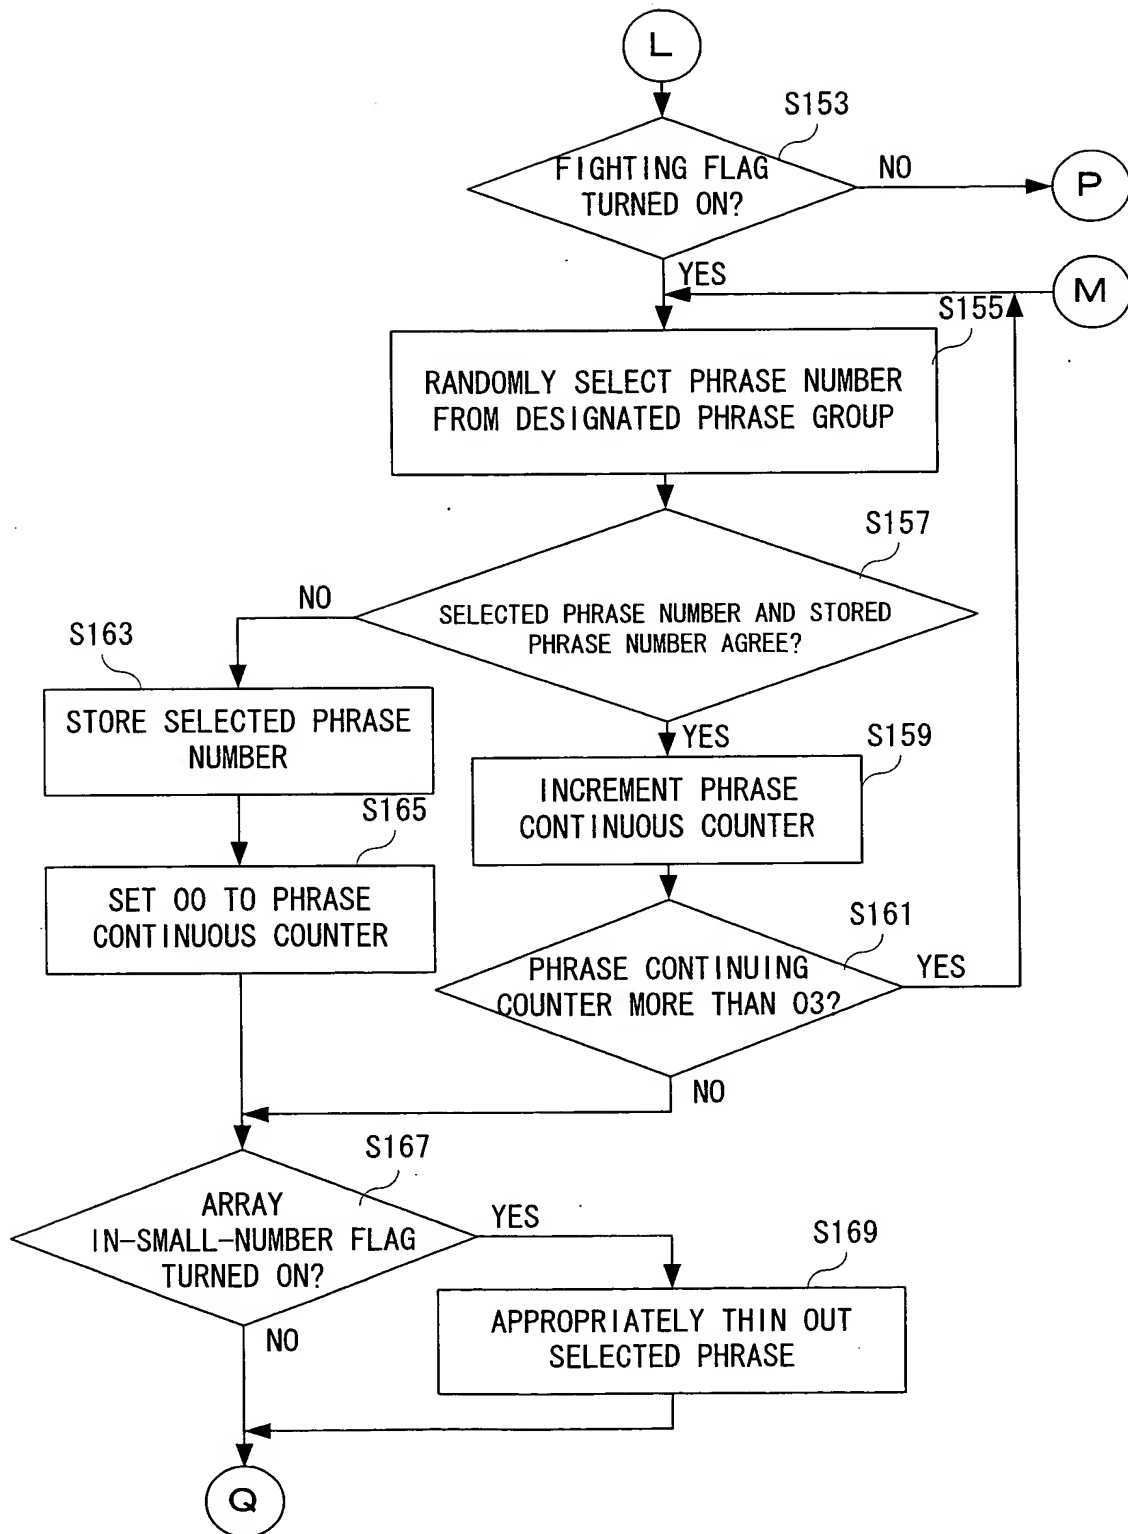 L
S153
FIGHTING FLAG
TURNED ON?
NO
P
YES
M
S155
RANDOMLY SELECT PHRASE NUMBER
FROM DESIGNATED PHRASE GROUP
S157
NO
SELECTED PHRASE NUMBER AND STORED
PHRASE NUMBER AGREE?
S163
STORE SELECTED PHRASE
NUMBER
YES
S159
INCREMENT PHRASE
CONTINUOUS COUNTER
S165
SET 00 TO PHRASE
CONTINUOUS COUNTER
S161
PHRASE CONTINUING
COUNTER MORE THAN 03?
YES
NO
S167
ARRAY
IN-SMALL-NUMBER FLAG
TURNED ON?
YES
S169
APPROPRIATELY THIN OUT
SELECTED PHRASE
NO
Q